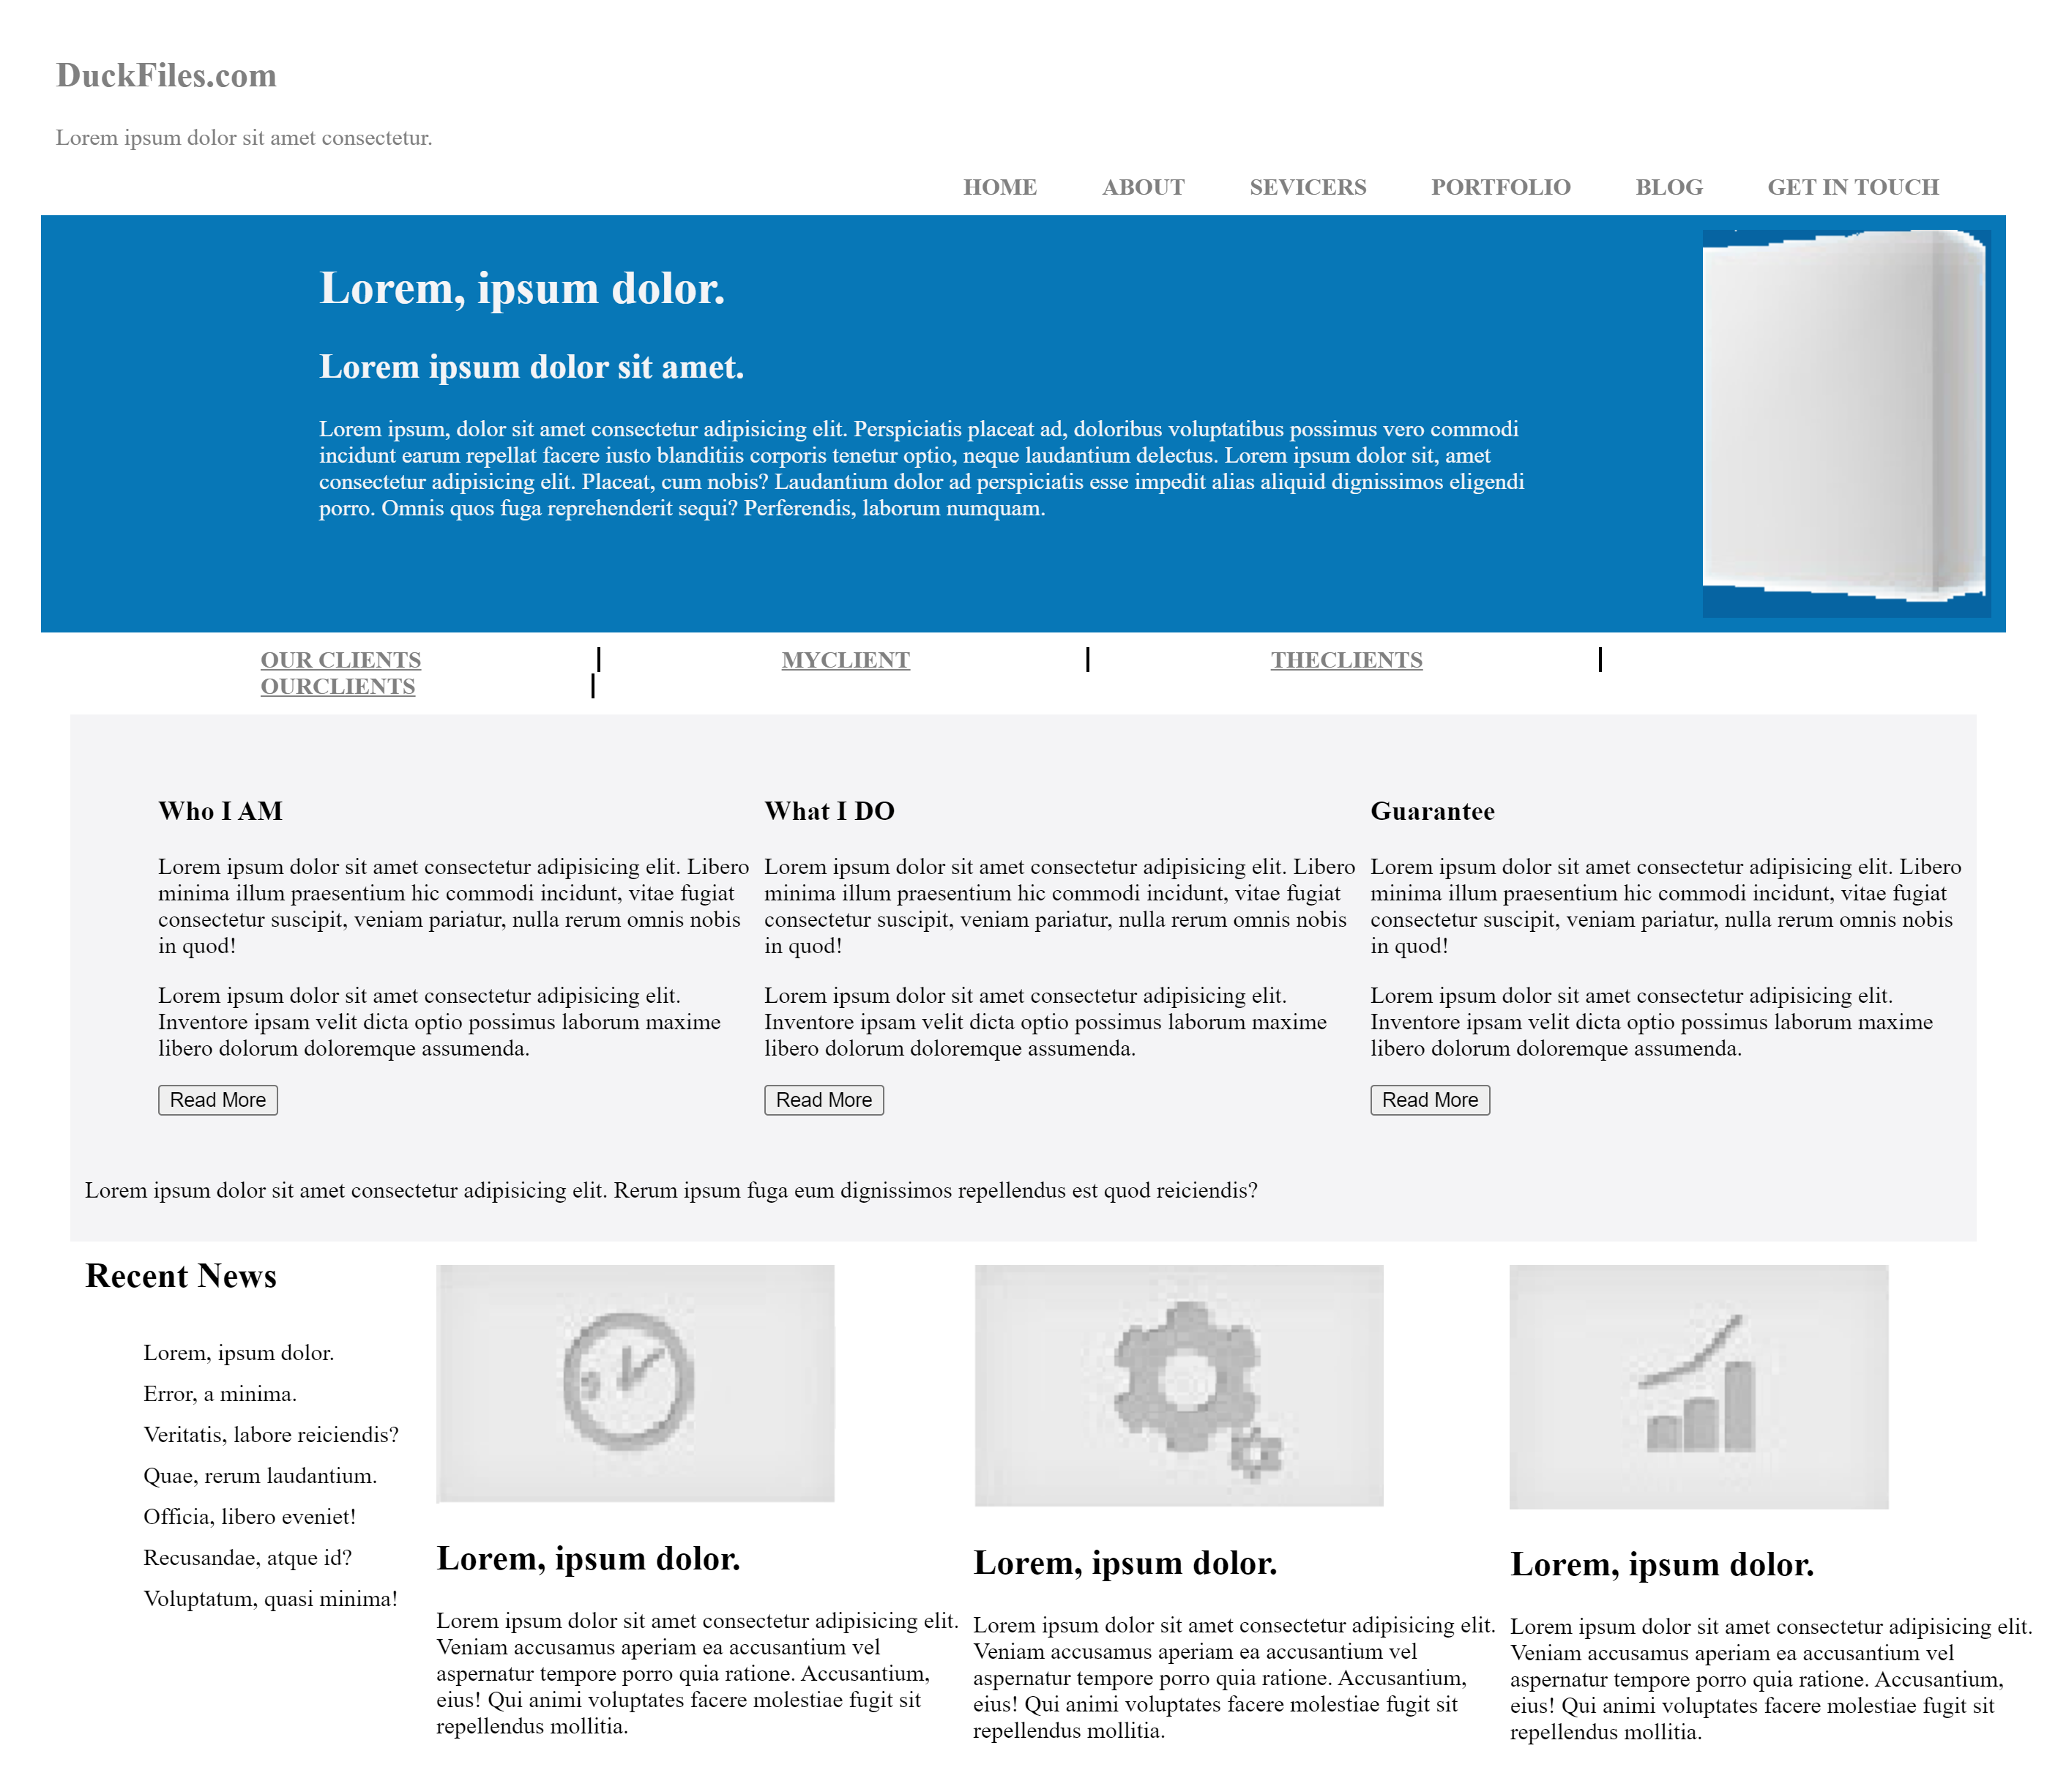 DuckFiles.com
Lorem ipsum dolor sit amet consectetur.
HOME ABOUT SEVICERS PORTFOLIO BLOG GET IN TOUCH
Lorem, ipsum dolor.
Lorem ipsum dolor sit amet.
Lorem ipsum, dolor sit amet consectetur adipisicing elit. Perspiciatis placeat ad, doloribus voluptatibus possimus vero commodi
incidunt earum repellat facere iusto blanditiis corporis tenetur optio, neque laudantium delectus. Lorem ipsum dolor sit, amet
consectetur adipisicing elit. Placeat, cum nobis? Laudantium dolor ad perspiciatis esse impedit alias aliquid dignissimos eligendi
porro. Omnis quos fuga reprehenderit sequi? Perferendis, laborum numquam.
OUR CLIENTS | MYCLIENT | THECLIENTS |
OURCLIENTS |
Who I AM
Lorem ipsum dolor sit amet consectetur adipisicing elit. Libero
minima illum praesentium hic commodi incidunt, vitae fugiat
consectetur suscipit, veniam pariatur, nulla rerum omnis nobis
in quod!
Lorem ipsum dolor sit amet consectetur adipisicing elit.
Inventore ipsam velit dicta optio possimus laborum maxime
libero dolorum doloremque assumenda.
Read More
What I DO
Lorem ipsum dolor sit amet consectetur adipisicing elit. Libero
minima illum praesentium hic commodi incidunt, vitae fugiat
consectetur suscipit, veniam pariatur, nulla rerum omnis nobis
in quod!
Lorem ipsum dolor sit amet consectetur adipisicing elit.
Inventore ipsam velit dicta optio possimus laborum maxime
libero dolorum doloremque assumenda.
Read More
Guarantee
Lorem ipsum dolor sit amet consectetur adipisicing elit. Libero
minima illum praesentium hic commodi incidunt, vitae fugiat
consectetur suscipit, veniam pariatur, nulla rerum omnis nobis
in quod!
Lorem ipsum dolor sit amet consectetur adipisicing elit.
Inventore ipsam velit dicta optio possimus laborum maxime
libero dolorum doloremque assumenda.
Read More
Lorem ipsum dolor sit amet consectetur adipisicing elit. Rerum ipsum fuga eum dignissimos repellendus est quod reiciendis?
Recent News
Lorem, ipsum dolor.
Error, a minima.
Veritatis, labore reiciendis?
Quae, rerum laudantium.
Officia, libero eveniet!
Recusandae, atque id?
Voluptatum, quasi minima!
Lorem, ipsum dolor.
Lorem ipsum dolor sit amet consectetur adipisicing elit.
Veniam accusamus aperiam ea accusantium vel
aspernatur tempore porro quia ratione. Accusantium,
eius! Qui animi voluptates facere molestiae fugit sit
repellendus mollitia.
Lorem, ipsum dolor.
Lorem ipsum dolor sit amet consectetur adipisicing elit.
Veniam accusamus aperiam ea accusantium vel
aspernatur tempore porro quia ratione. Accusantium,
eius! Qui animi voluptates facere molestiae fugit sit
repellendus mollitia.
Lorem, ipsum dolor.
Lorem ipsum dolor sit amet consectetur adipisicing elit.
Veniam accusamus aperiam ea accusantium vel
aspernatur tempore porro quia ratione. Accusantium,
eius! Qui animi voluptates facere molestiae fugit sit
repellendus mollitia.